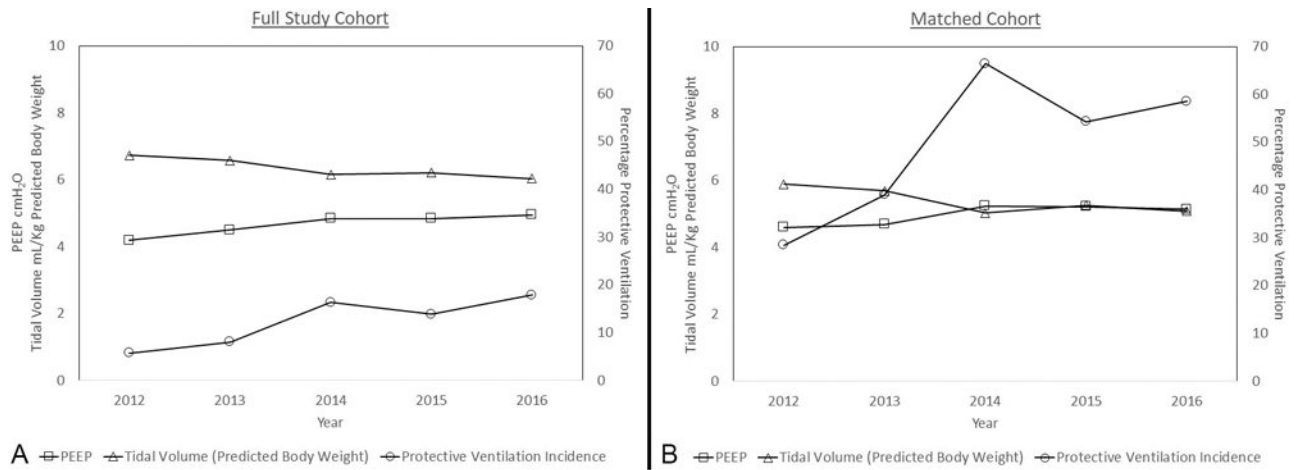 Full Study Cohort
10
8
6
4
2
0
PEEP cmH₂O
Tidal Volume mL/Kg Predicted Body Weight
70
60
50
40
30
20
10
0
Percentage Protective Ventilation
2012 2013 2014 2015 2016
Year
A PEEP Tidal Volume (Predicted Body Weight) Protective Ventilation Incidence
Matched Cohort
10
8
6
4
2
0
PEEP cmH₂O
Tidal Volume mL/Kg Predicted Body Weight
70
60
50
40
30
20
10
0
Percentage Protective Ventilation
2012 2013 2014 2015 2016
Year
B PEEP Tidal Volume (Predicted Body Weight) Protective Ventilation Incidence